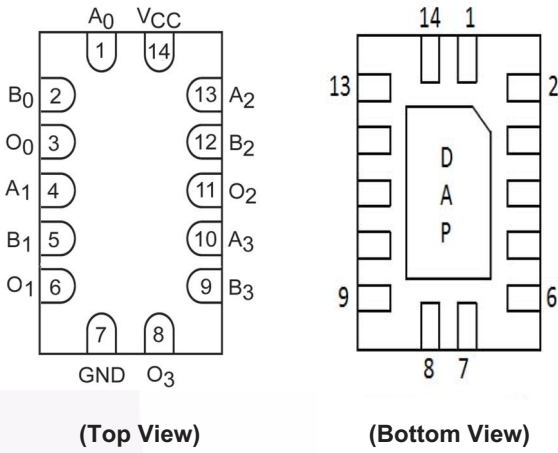 A0 VCC
1 14
B0 2 13 A2
O0 3 12 B2
A1 4 11 O2
B1 5 10 A3
O1 6 9 B3
7 8
GND O3
(Top View)
14 1
13 2
D
A
P
9 6
8 7
(Bottom View)